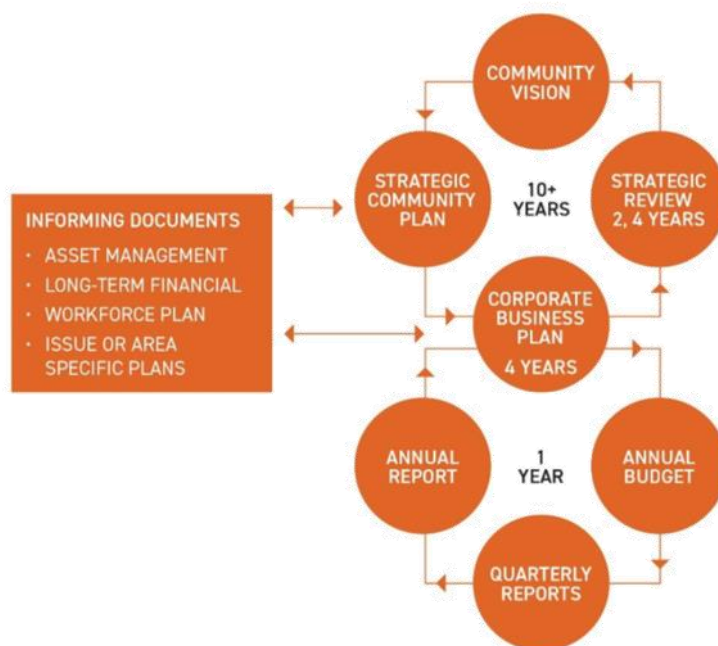 COMMUNITY
VISION
STRATEGIC
COMMUNITY
PLAN
10+
YEARS
STRATEGIC
REVIEW
2, 4 YEARS
INFORMING DOCUMENTS
• ASSET MANAGEMENT
• LONG-TERM FINANCIAL
• WORKFORCE PLAN
• ISSUE OR AREA
SPECIFIC PLANS
CORPORATE
BUSINESS
PLAN
4 YEARS
ANNUAL
REPORT
1
YEAR
ANNUAL
BUDGET
QUARTERLY
REPORTS